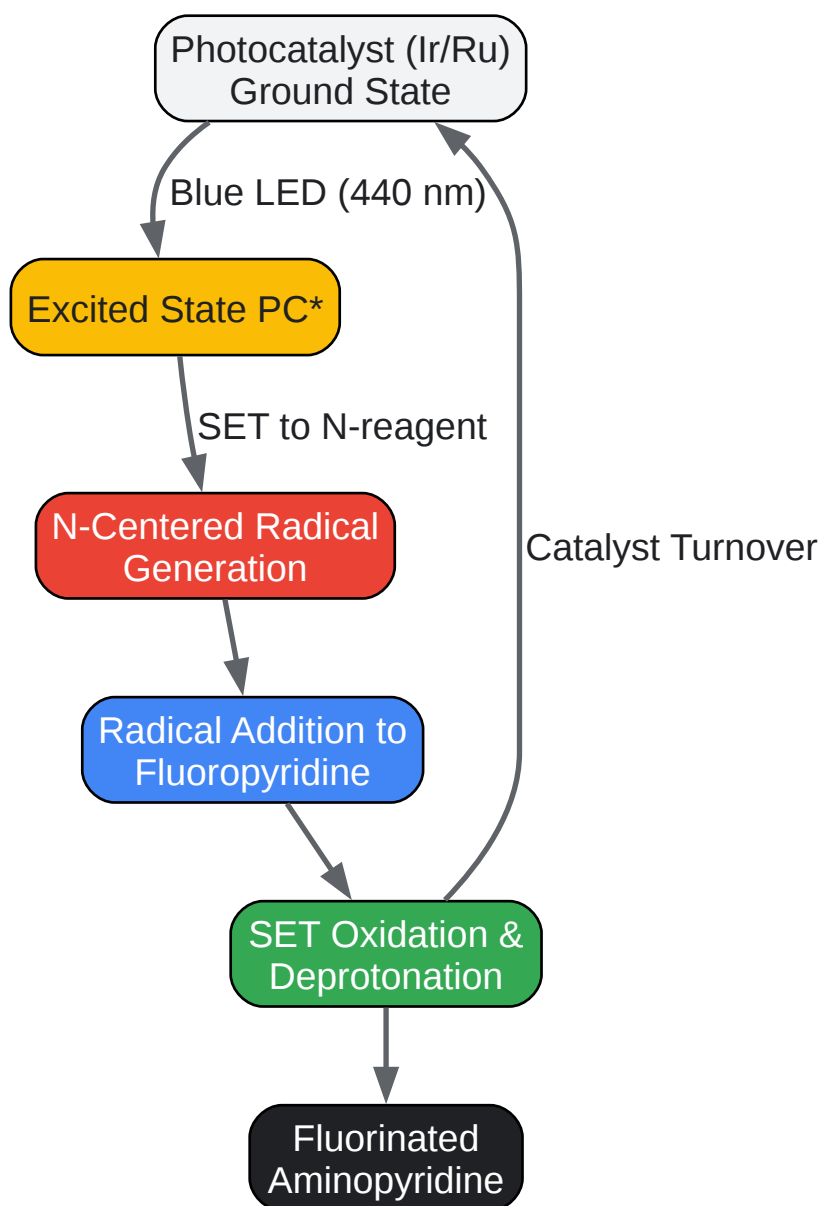 Photocatalyst (Ir/Ru)
Ground State
Blue LED (440 nm)
Excited State PC*
SET to N-reagent
N-Centered Radical
Generation
Catalyst Turnover
Radical Addition to
Fluoropyridine
SET Oxidation &
Deprotonation
Fluorinated
Aminopyridine